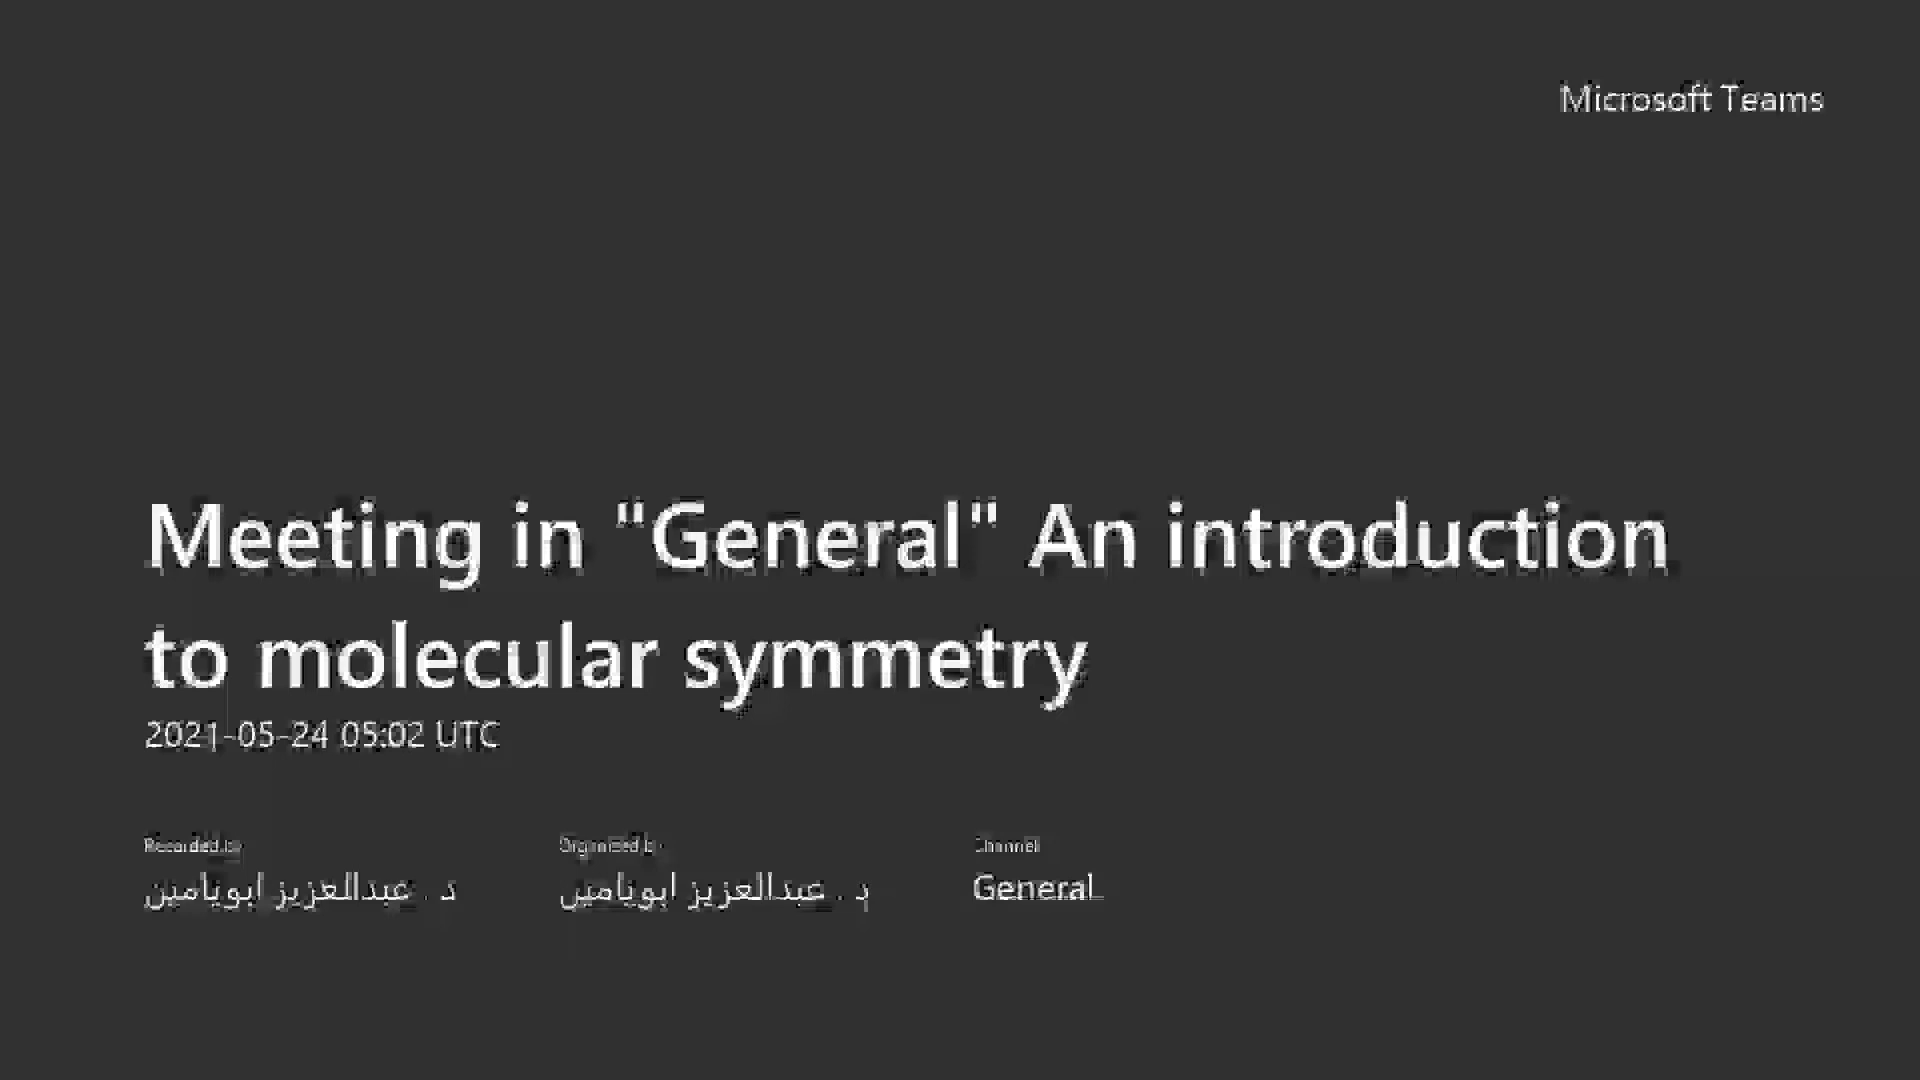 Microsoft Teams
Meeting in "General" An introduction
to molecular symmetry
2021-05-24 05:02 UTC
Recorded by
Organized by
Channel
د . عبدالعزيز ابويامين
د . عبدالعزيز ابويامين
General